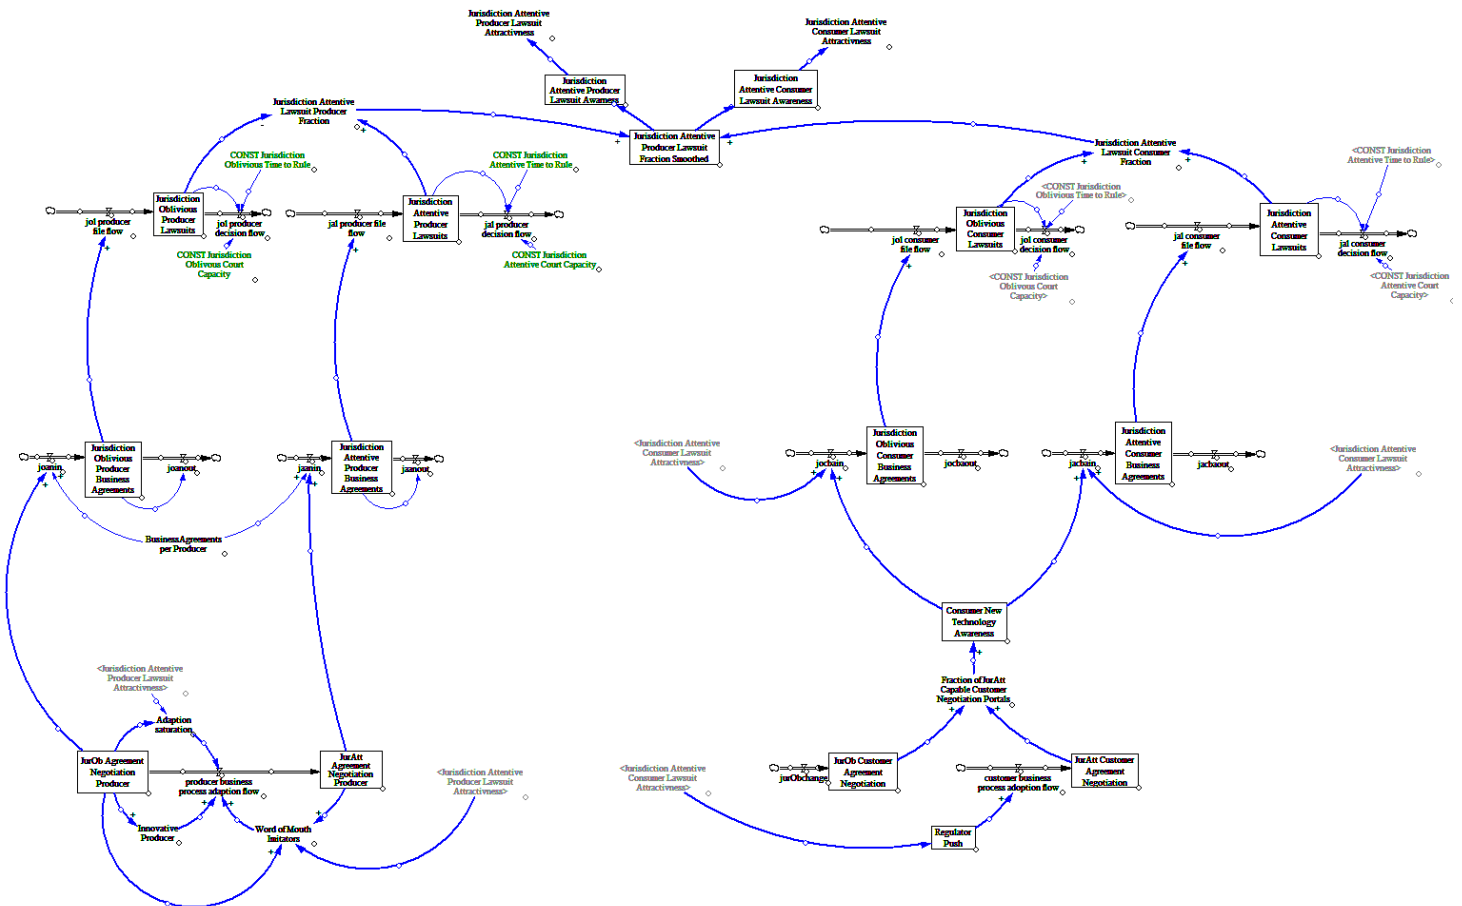 Jurisdiction Attentive
Producer Lawsuit
Attractivness
Jurisdiction Attentive
Consumer Lawsuit
Attractivness
Jurisdiction
Attentive Producer
Lawsuit Awarness
Jurisdiction
Attentive Consumer
Lawsuit Awareness
Jurisdiction Attentive
Lawsuit Producer
Fraction
Jurisdiction Attentive
Producer Lawsuit
Fraction Smoothed
Jurisdiction Attentive
Lawsuit Consumer
Fraction
CONST Jurisdiction
Oblivious Time to Rule
CONST Jurisdiction
Attentive Time to Rule
<CONST Jurisdiction
Attentive Time to Rule>
<CONST Jurisdiction
Oblivious Time to Rule>
Jurisdiction
Oblivious
Producer
Lawsuits
Jurisdiction
Attentive
Producer
Lawsuits
Jurisdiction
Oblivious
Consumer
Lawsuits
Jurisdiction
Attentive
Consumer
Lawsuits
jol producer
file flow
jol producer
decision flow
jal producer file
flow
jal producer
decision flow
jol consumer
file flow
jol consumer
decision flow
jal consumer
file flow
jal consumer
decision flow
CONST Jurisdiction
Oblivous Court
Capacity
CONST Jurisdiction
Attentive Court Capacity
<CONST Jurisdiction
Oblivous Court
Capacity>
<CONST Jurisdiction
Attentive Court
Capacity>
Jurisdiction
Oblivious
Producer
Business
Agreements
Jurisdiction
Attentive
Producer
Business
Agreements
<Jurisdiction Attentive
Consumer Lawsuit
Attractivness>
Jurisdiction
Oblivious
Consumer
Business
Agreements
Jurisdiction
Attentive
Consumer
Business
Agreements
<Jurisdiction Attentive
Consumer Lawsuit
Attractivness>
joanin
joanout
jaanin
jaanout
jocbain
jocbaout
jacbain
jacbaout
Business Agreements
per Producer
Consumer New
Technology
Awareness
<Jurisdiction Attentive
Producer Lawsuit
Attractivness>
Fraction of JurAtt
Capable Customer
Negotiation Portals
Adaption
saturation
JurOb Agreement
Negotiation
Producer
producer business
process adaption flow
JurAtt
Agreement
Negotiation
Producer
<Jurisdiction Attentive
Producer Lawsuit
Attractivness>
<Jurisdiction Attentive
Consumer Lawsuit
Attractivness>
jurObchange
JurOb Customer
Agreement
Negotiation
customer business
process adoption flow
JurAtt Customer
Agreement
Negotiation
Innovative
Producer
Word of Mouth
Imitators
Regulator
Push